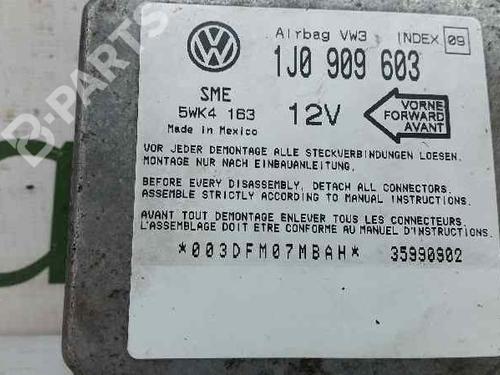 Airbag VW3 INDEX 09
1J0 909 603
SME
5WK4 163
Made in Mexico
12V
VORNE
FORWARD
AVANT
VOR JEDER DEMONTAGE ALLE STECKVERBINDUNGEN LOESEN.
MONTAGE NUR NACH EINBAUANLEITUNG.
BEFORE EVERY DISASSEMBLY, DETACH ALL CONNECTORS.
ASSEMBLE STRICTLY ACCORDING TO MANUAL INSTRUCTIONS.
AVANT TOUT DEMONTAGE ENLEVER TOUS LES CONNECTEURS.
L'ASSEMBLAGE DOIT ETRE CONFORME AU MANUEL D'INSTRUCTIONS.
*003DFM07MBAH* 35990902
B-PARTS